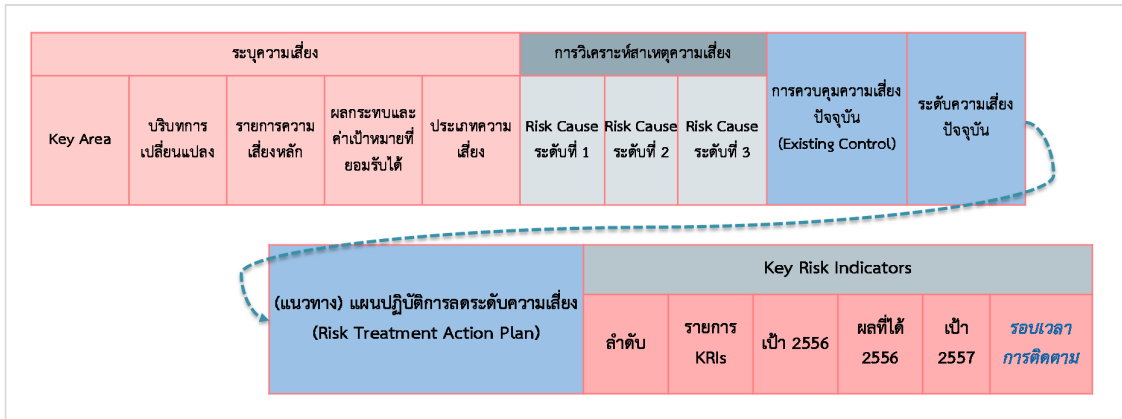 ระบุความเสี่ยง
การวิเคราะห์สาเหตุความเสี่ยง
Key Area
บริบทการ
เปลี่ยนแปลง
รายการความ
เสี่ยงหลัก
ผลกระทบและ
ค่าเป้าหมายที่
ยอมรับได้
ประเภทความ
เสี่ยง
Risk Cause
ระดับที่ 1
Risk Cause
ระดับที่ 2
Risk Cause
ระดับที่ 3
การควบคุมความเสี่ยง
ปัจจุบัน
(Existing Control)
ระดับความเสี่ยง
ปัจจุบัน
(แนวทาง) แผนปฏิบัติการลดระดับความเสี่ยง
(Risk Treatment Action Plan)
Key Risk Indicators
ลำดับ
รายการ
KRIs
เป้า 2556
ผลที่ได้
2556
เป้า
2557
รอบเวลา
การติดตาม